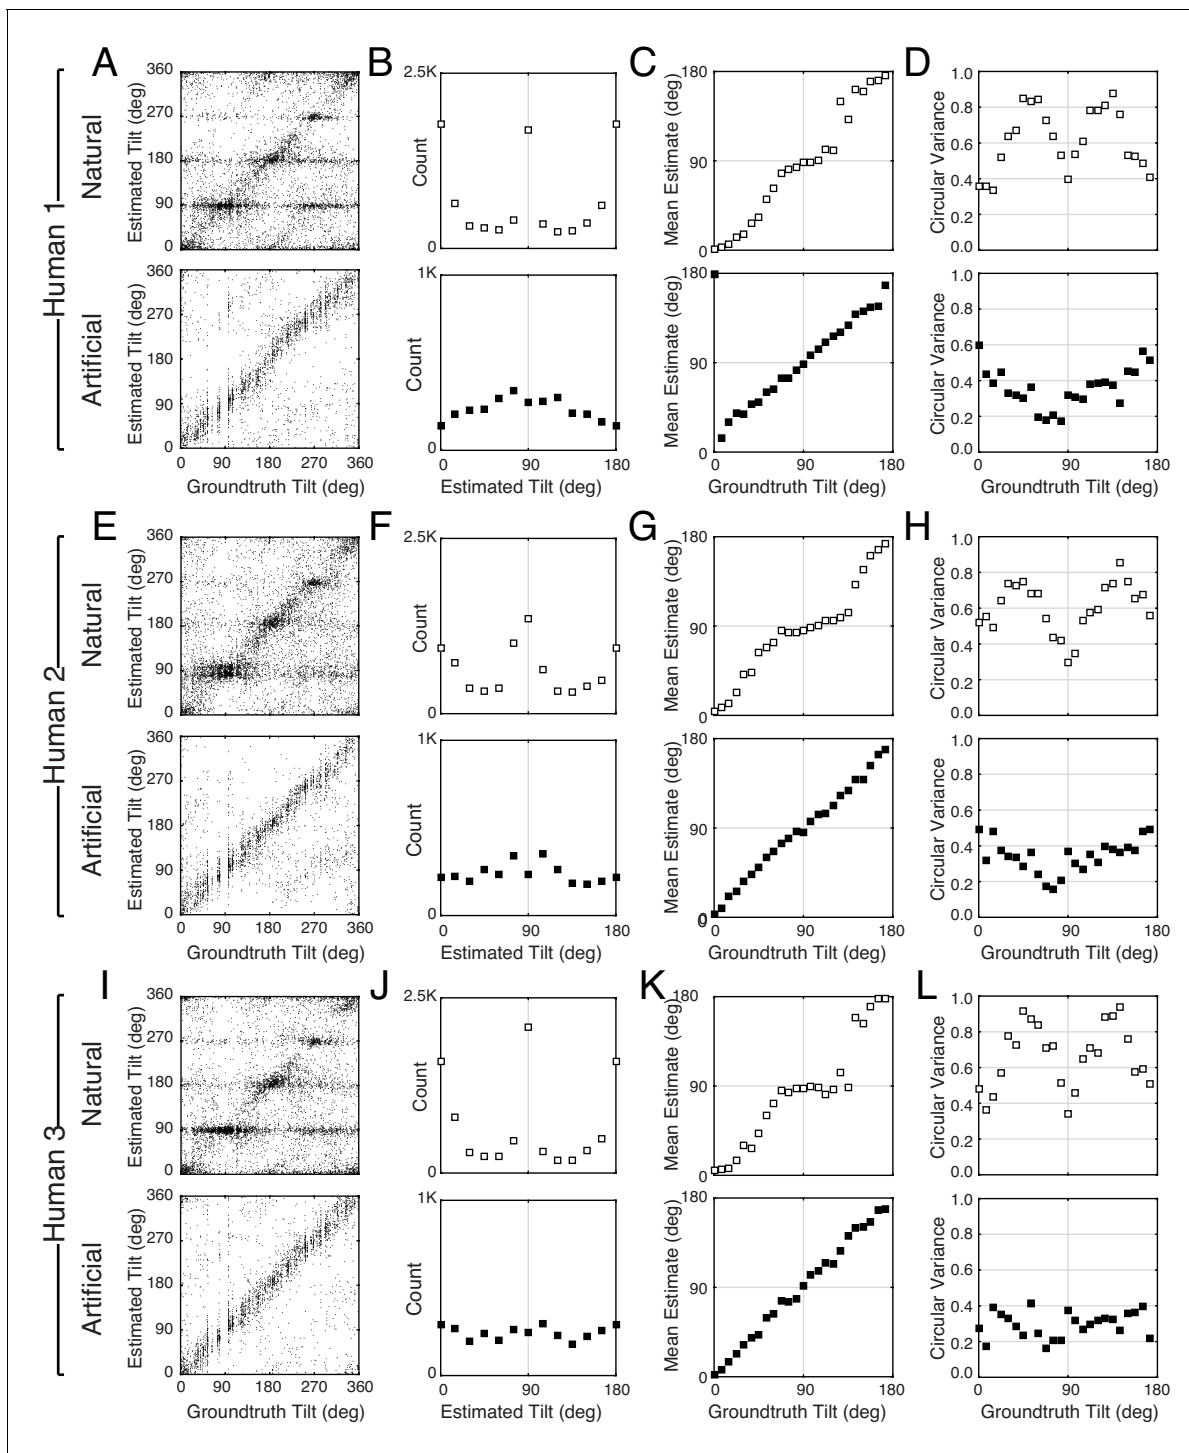 A
B
C
D
Human 1
Natural
Estimated Tilt (deg)
360
270
180
90
0
Count
2.5K
0
Mean Estimate (deg)
180
90
0
Circular Variance
1.0
0.8
0.6
0.4
0.2
0.0
Artificial
Estimated Tilt (deg)
360
270
180
90
0
0 90 180 270 360
Groundtruth Tilt (deg)
Count
1K
0
0 90 180
Estimated Tilt (deg)
Mean Estimate (deg)
180
90
0
0 90 180
Groundtruth Tilt (deg)
Circular Variance
1.0
0.8
0.6
0.4
0.2
0.0
0 90 180
Groundtruth Tilt (deg)
E
F
G
H
Human 2
Natural
Estimated Tilt (deg)
360
270
180
90
0
Count
2.5K
0
Mean Estimate (deg)
180
90
0
Circular Variance
1.0
0.8
0.6
0.4
0.2
0.0
Artificial
Estimated Tilt (deg)
360
270
180
90
0
0 90 180 270 360
Groundtruth Tilt (deg)
Count
1K
0
0 90 180
Estimated Tilt (deg)
Mean Estimate (deg)
180
90
0
0 90 180
Groundtruth Tilt (deg)
Circular Variance
1.0
0.8
0.6
0.4
0.2
0.0
0 90 180
Groundtruth Tilt (deg)
I
J
K
L
Human 3
Natural
Estimated Tilt (deg)
360
270
180
90
0
Count
2.5K
0
Mean Estimate (deg)
180
90
0
Circular Variance
1.0
0.8
0.6
0.4
0.2
0.0
Artificial
Estimated Tilt (deg)
360
270
180
90
0
0 90 180 270 360
Groundtruth Tilt (deg)
Count
1K
0
0 90 180
Estimated Tilt (deg)
Mean Estimate (deg)
180
90
0
0 90 180
Groundtruth Tilt (deg)
Circular Variance
1.0
0.8
0.6
0.4
0.2
0.0
0 90 180
Groundtruth Tilt (deg)